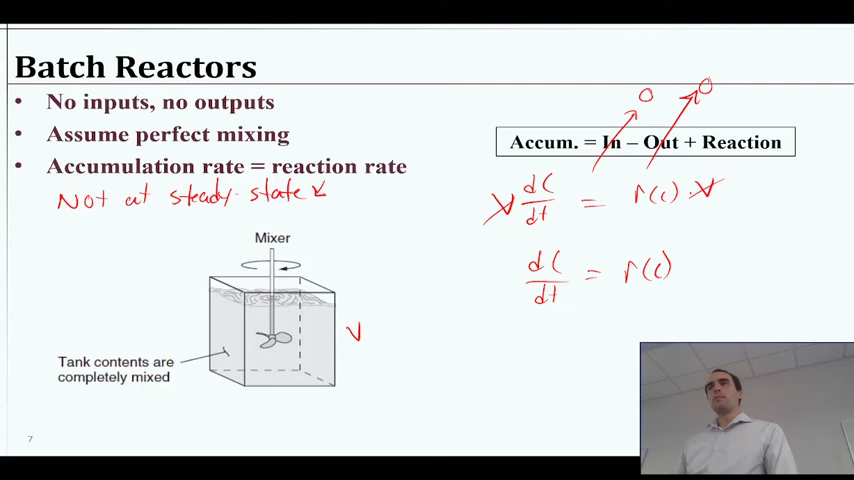 Batch Reactors
• No inputs, no outputs
• Assume perfect mixing
• Accumulation rate = reaction rate
Not at steady-state
Mixer
Tank contents are
completely mixed
V
0 0
Accum. = In – Out + Reaction
V dC/dt = r(c) · V
dC/dt = r(c)
7